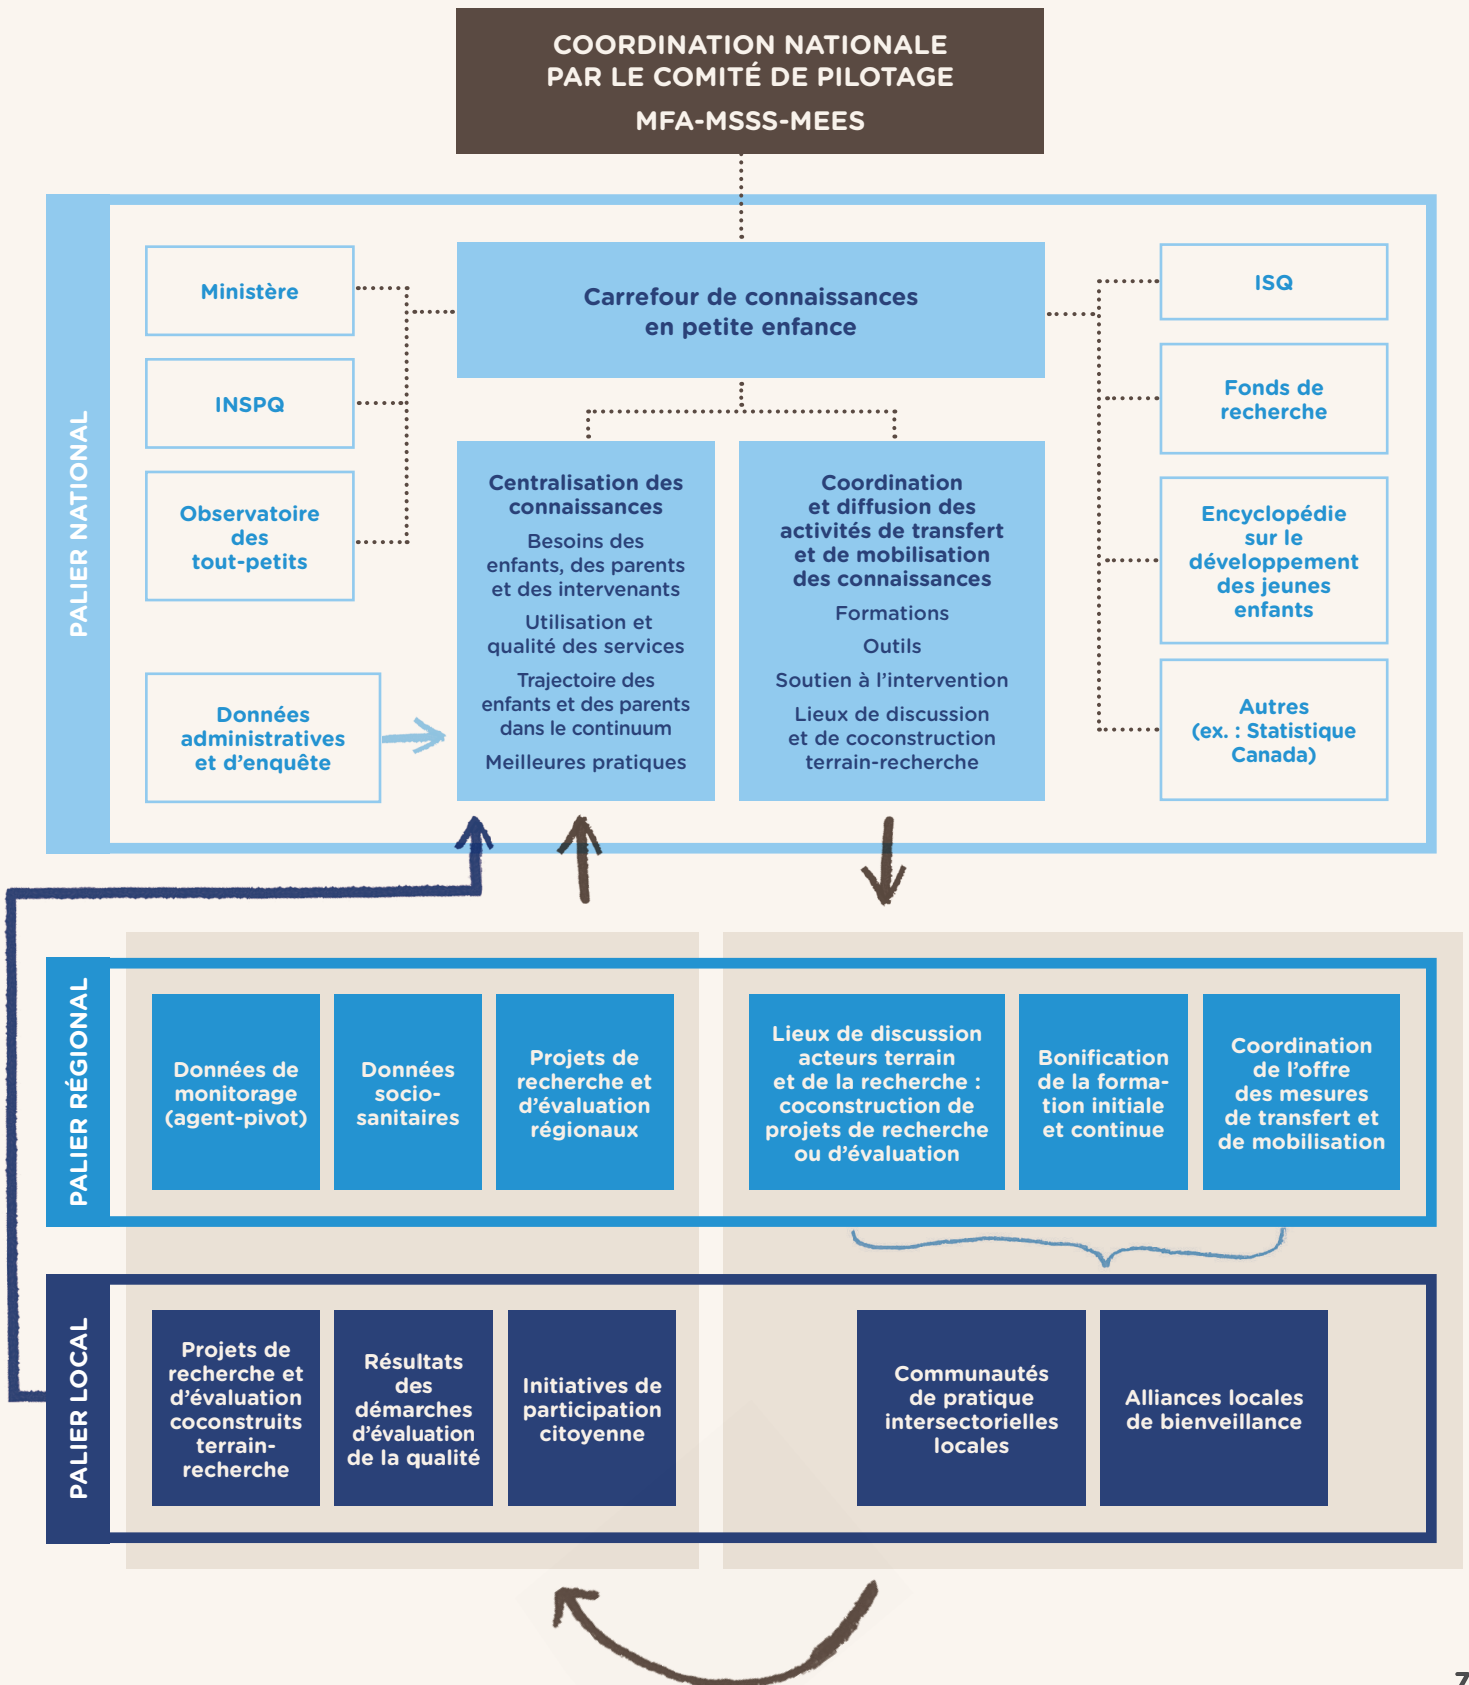 COORDINATION NATIONALE
PAR LE COMITÉ DE PILOTAGE
MFA-MSSS-MEES
PALIER NATIONAL
Ministère
INSPQ
Observatoire
des
tout-petits
Données
administratives
et d'enquête
Carrefour de connaissances
en petite enfance
Centralisation des
connaissances
Besoins des
enfants, des parents
et des intervenants
Utilisation et
qualité des services
Trajectoire des
enfants et des parents
dans le continuum
Meilleures pratiques
Coordination
et diffusion des
activités de transfert
et de mobilisation
des connaissances
Formations
Outils
Soutien à l'intervention
Lieux de discussion
et de coconstruction
terrain-recherche
ISQ
Fonds de
recherche
Encyclopédie
sur le
développement
des jeunes
enfants
Autres
(ex. : Statistique
Canada)
PALIER RÉGIONAL
Données de
monitorage
(agent-pivot)
Données
socio-
sanitaires
Projets de
recherche et
d'évaluation
régionaux
Lieux de discussion
acteurs terrain
et de la recherche :
coconstruction de
projets de recherche
ou d'évaluation
Bonification
de la forma-
tion initiale
et continue
Coordination
de l'offre
des mesures
de transfert et
de mobilisation
PALIER LOCAL
Projets de
recherche et
d'évaluation
coconstruits
terrain-
recherche
Résultats
des
démarches
d'évaluation
de la qualité
Initiatives de
participation
citoyenne
Communautés
de pratique
intersectorielles
locales
Alliances locales
de bienveillance